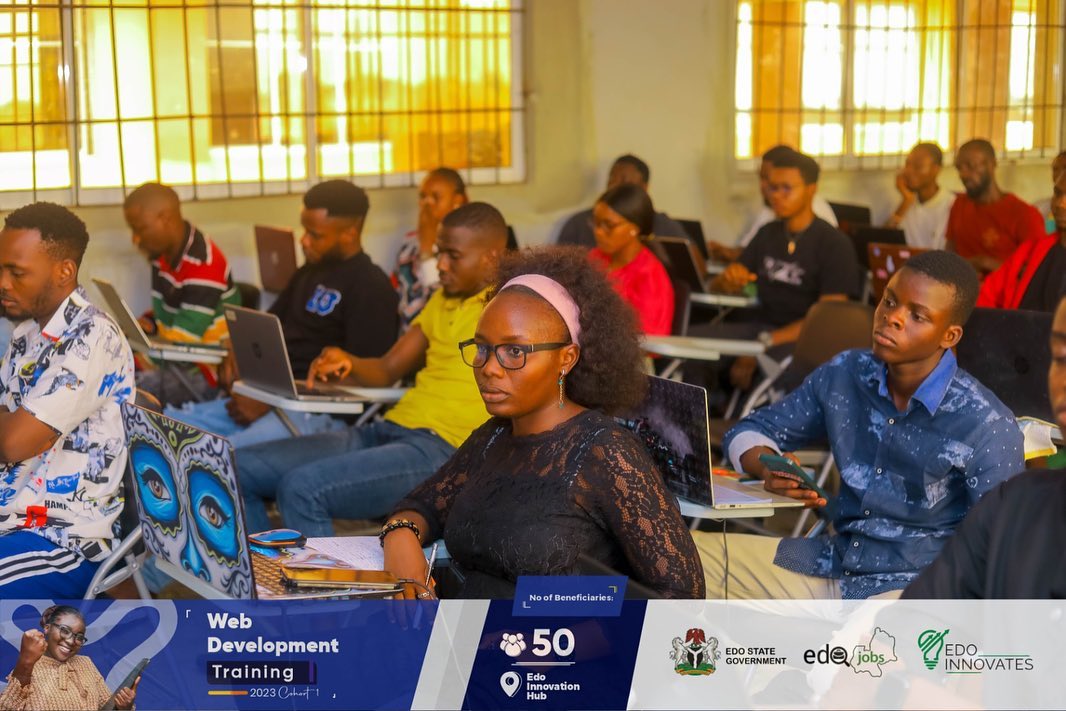 HAMP
Web
Development
Training
2023 Cohort 1
No of Beneficiaries:
50
Edo
Innovation
Hub
EDO STATE
GOVERNMENT
edo jobs
EDO
INNOVATES